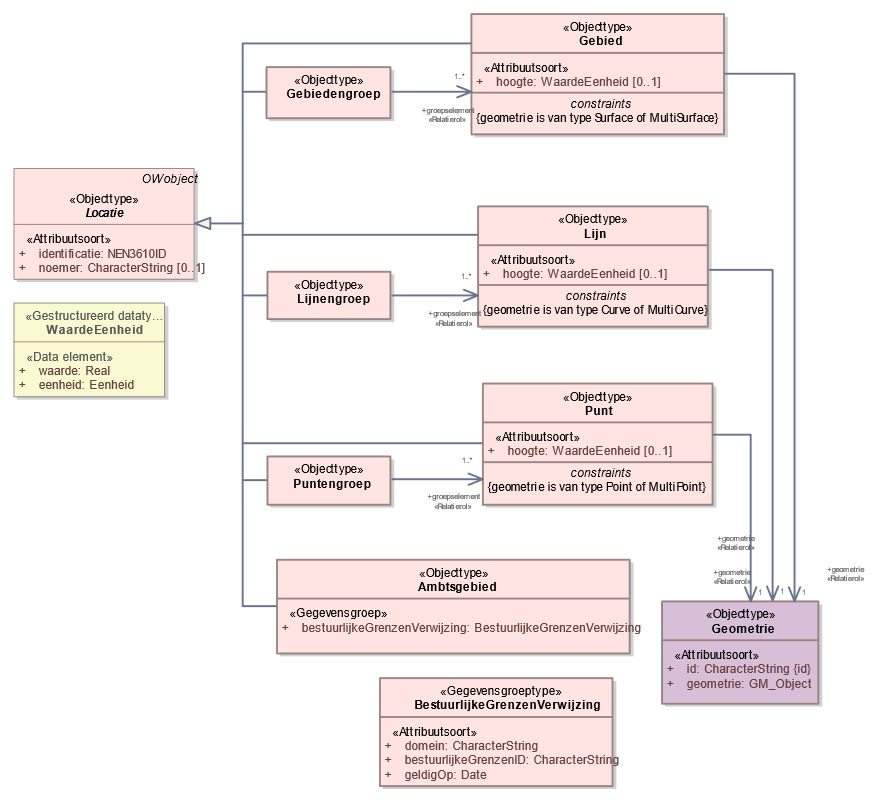 «Objecttype»
Gebied
«Attribuutsoort»
+ hoogte: WaardeEenheid [0..1]
constraints
{geometrie is van type Surface of MultiSurface}
«Objecttype»
Gebiedengroep
1..*
+groepselement
«Relatierol»
OWobject
«Objecttype»
Locatie
«Attribuutsoort»
+ identificatie: NEN3610ID
+ noemer: CharacterString [0..1]
«Objecttype»
Lijn
«Attribuutsoort»
+ hoogte: WaardeEenheid [0..1]
constraints
{geometrie is van type Curve of MultiCurve}
«Objecttype»
Lijnengroep
1..*
+groepselement
«Relatierol»
«Gestructureerd dataty...
WaardeEenheid
«Data element»
+ waarde: Real
+ eenheid: Eenheid
«Objecttype»
Punt
«Attribuutsoort»
+ hoogte: WaardeEenheid [0..1]
constraints
{geometrie is van type Point of MultiPoint}
«Objecttype»
Puntengroep
1..*
+groepselement
«Relatierol»
+geometrie
«Relatierol»
+geometrie
«Relatierol»
+geometrie
«Relatierol»
1
1
1
«Objecttype»
Ambtsgebied
«Gegevensgroep»
+ bestuurlijkeGrenzenVerwijzing: BestuurlijkeGrenzenVerwijzing
«Objecttype»
Geometrie
«Attribuutsoort»
+ id: CharacterString {id}
+ geometrie: GM_Object
«Gegevensgroeptype»
BestuurlijkeGrenzenVerwijzing
«Attribuutsoort»
+ domein: CharacterString
+ bestuurlijkeGrenzenID: CharacterString
+ geldigOp: Date